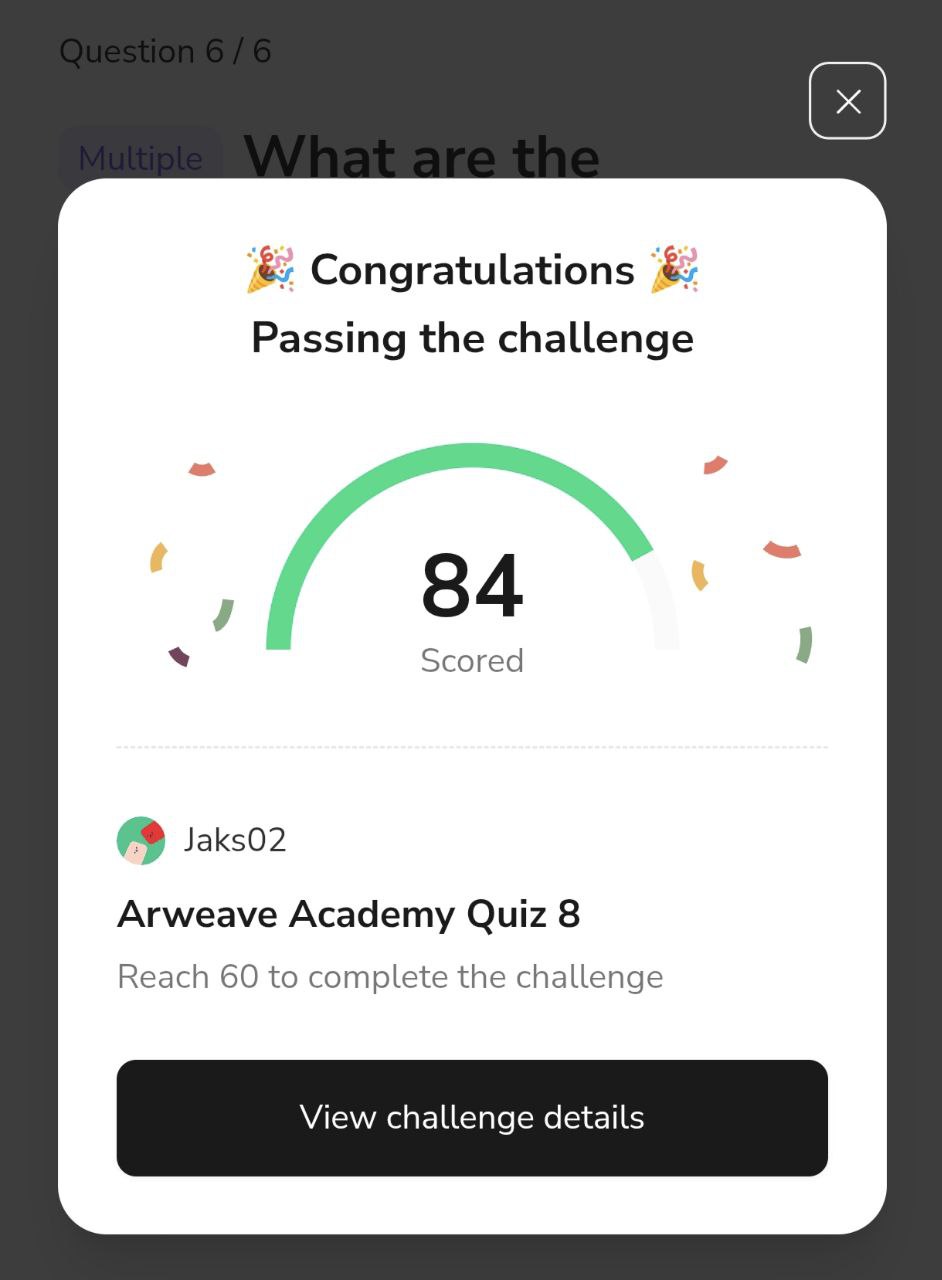 Question 6 / 6
Multiple What are the
🎉 Congratulations 🎉
Passing the challenge
84
Scored
Jaks02
Arweave Academy Quiz 8
Reach 60 to complete the challenge
View challenge details